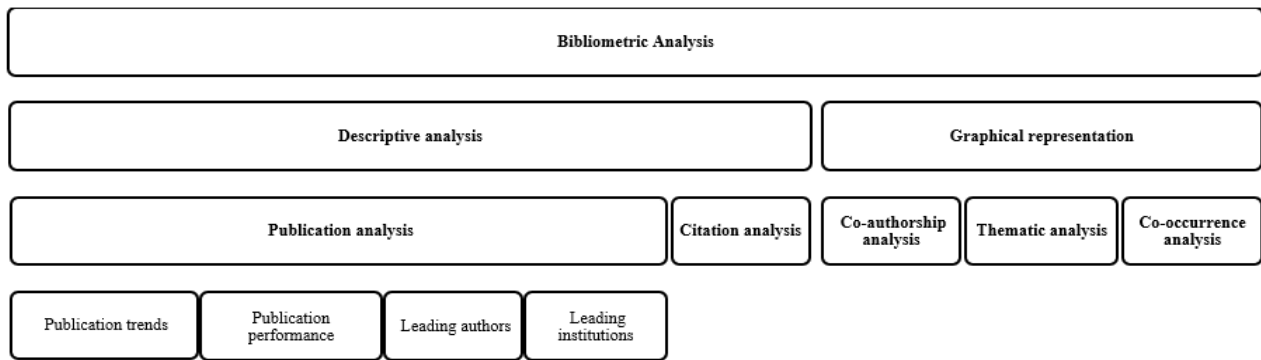 Bibliometric Analysis
Descriptive analysis
Graphical representation
Publication analysis
Citation analysis
Co-authorship
analysis
Thematic analysis
Co-occurrence
analysis
Publication trends
Publication
performance
Leading authors
Leading
institutions